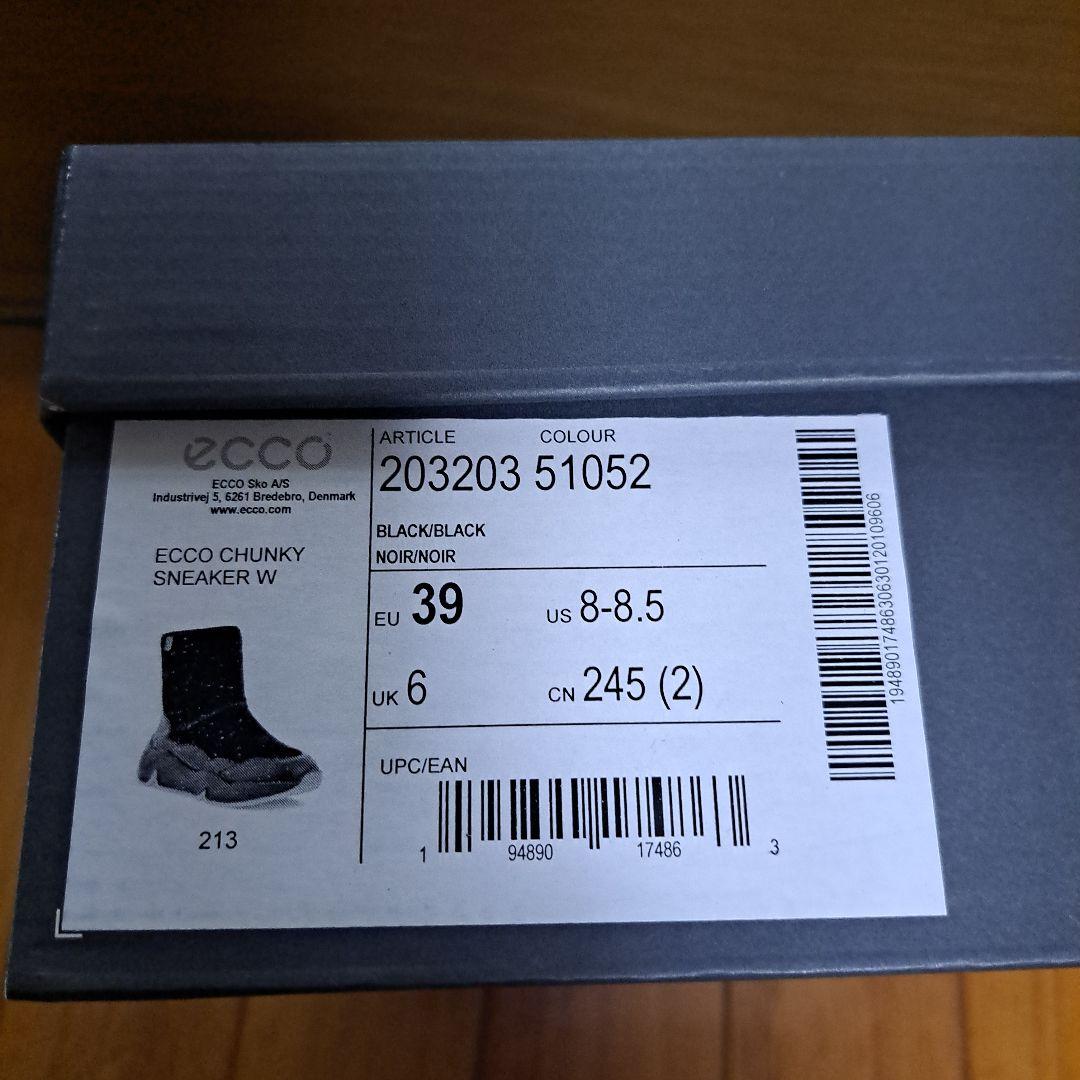 ecco
ECCO Sko A/S
Industrivej 5, 6261 Bredebro, Denmark
www.ecco.com
ECCO CHUNKY
SNEAKER W
213
ARTICLE COLOUR
203203 51052
BLACK/BLACK
NOIR/NOIR
EU 39 US 8-8.5
UK 6 CN 245 (2)
UPC/EAN
1 94890 17486 3
1948901748630630120109606